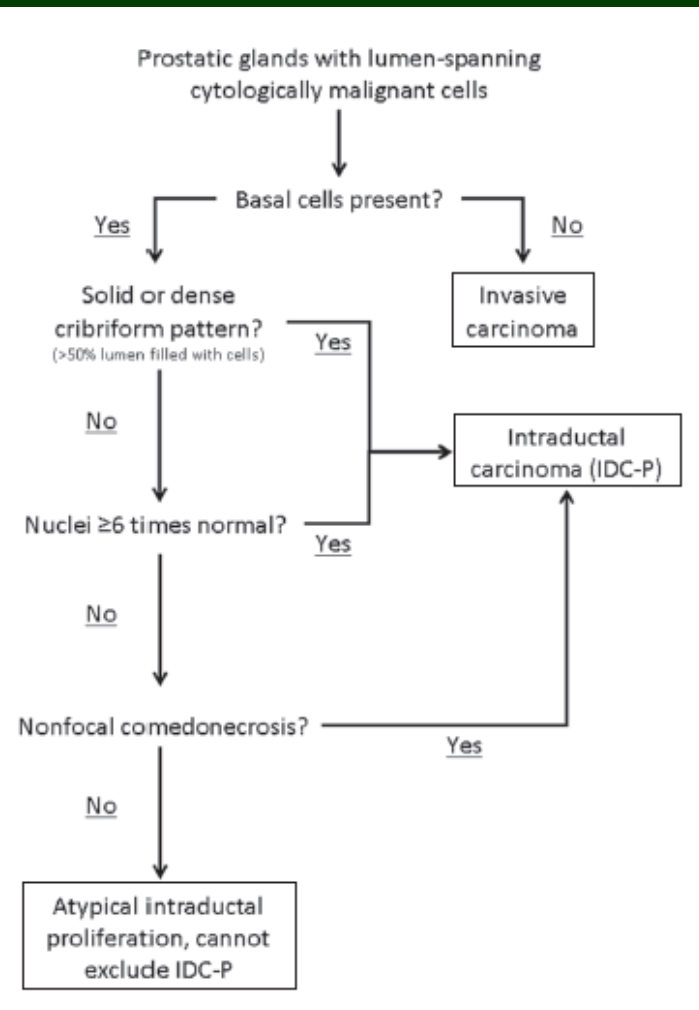 Prostatic glands with lumen-spanning
cytologically malignant cells
Basal cells present?
Yes
No
Solid or dense
cribriform pattern?
(>50% lumen filled with cells)
Yes
Invasive
carcinoma
No
Intraductal
carcinoma (IDC-P)
Nuclei ≥6 times normal?
Yes
No
Nonfocal comedonecrosis?
Yes
No
Atypical intraductal
proliferation, cannot
exclude IDC-P